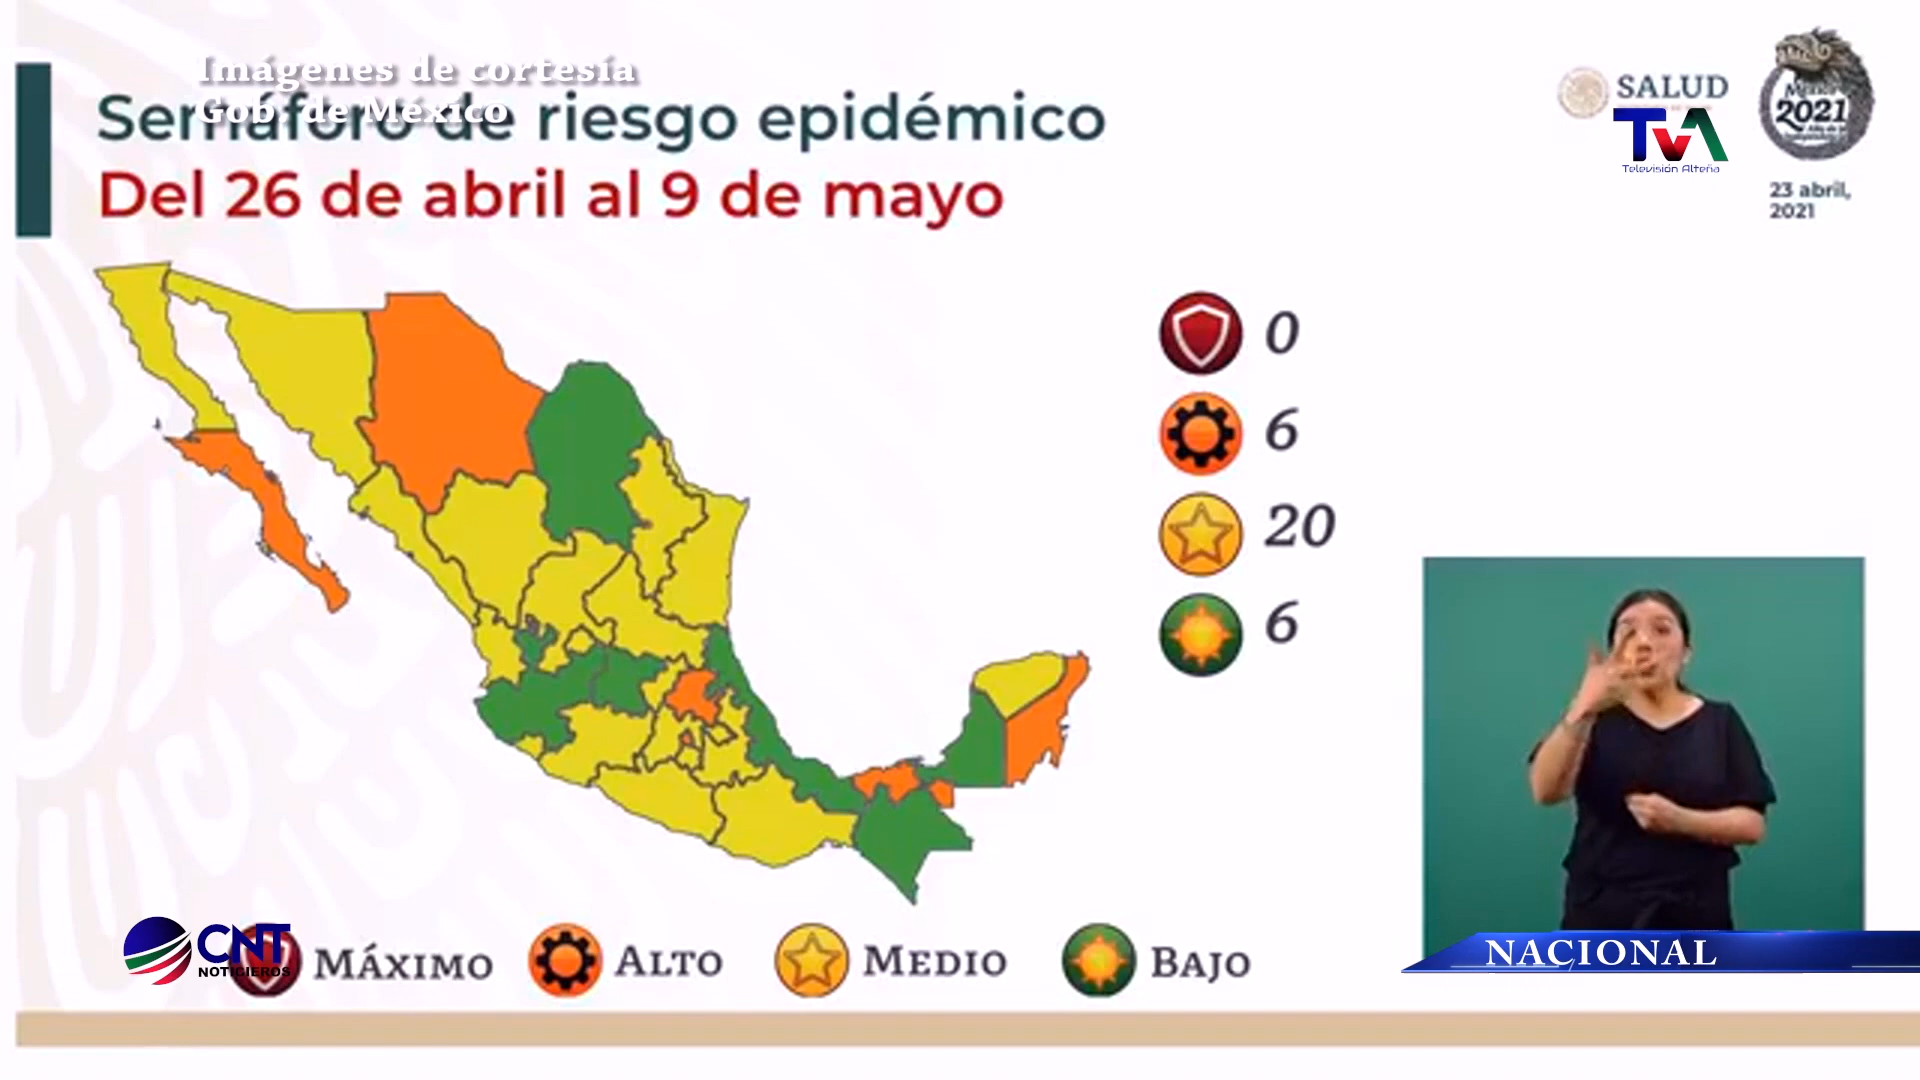 Imágenes de cortesía
Gob. de México
Semáforo de riesgo epidémico
Del 26 de abril al 9 de mayo
SALUD
TVA
Televisión Alteña
México
2021
23 abril,
2021
0
6
20
6
CNT
NOTICIEROS
MÁXIMO
ALTO
MEDIO
BAJO
NACIONAL